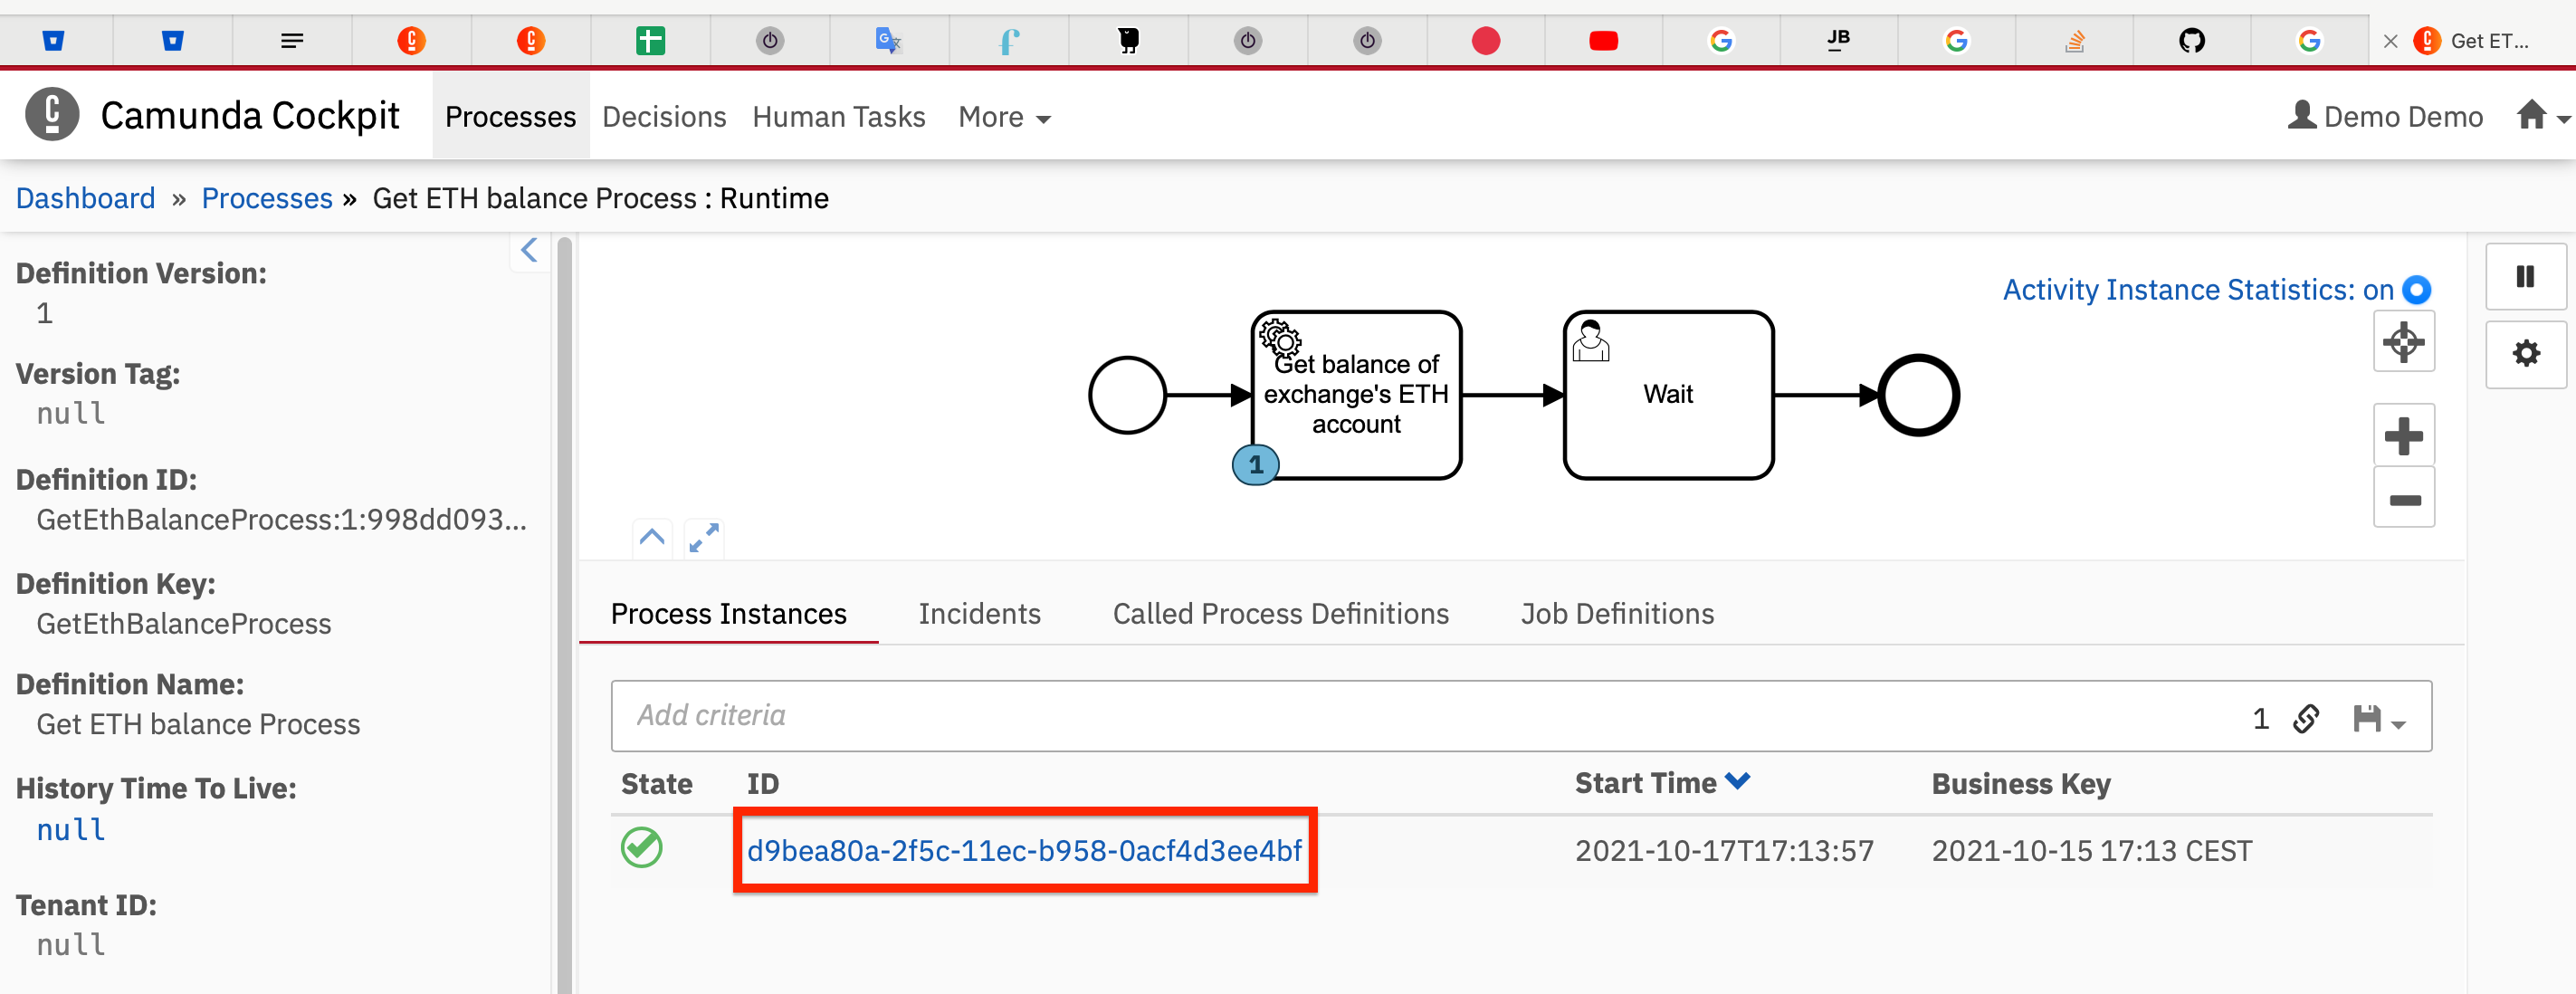 JB
Get ET...
Camunda Cockpit
Processes
Decisions
Human Tasks
More
Demo Demo
Dashboard » Processes » Get ETH balance Process : Runtime
Definition Version:
1
Version Tag:
null
Definition ID:
GetEthBalanceProcess:1:998dd093...
Definition Key:
GetEthBalanceProcess
Definition Name:
Get ETH balance Process
History Time To Live:
null
Tenant ID:
null
Activity Instance Statistics: on
Get balance of
exchange's ETH
account
1
Wait
Process Instances
Incidents
Called Process Definitions
Job Definitions
Add criteria
1
State
ID
Start Time
Business Key
d9bea80a-2f5c-11ec-b958-0acf4d3ee4bf
2021-10-17T17:13:57
2021-10-15 17:13 CEST